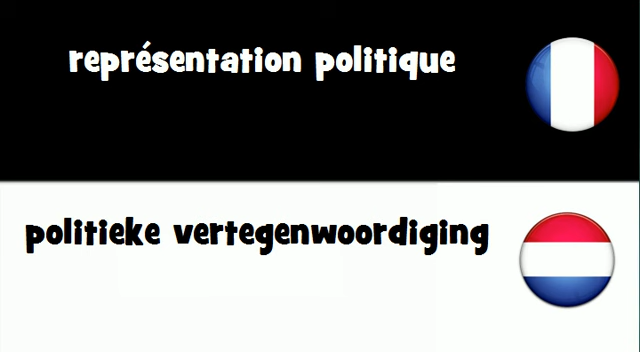 représentation politique
politieke vertegenwoordiging